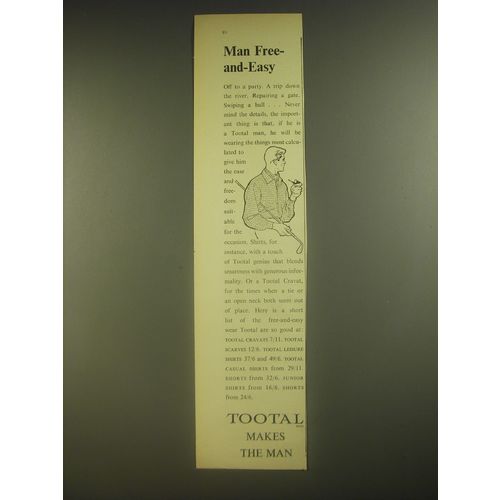 Man Free-
and-Easy
Off to a party. A trip down
the river. Repairing a gate.
Swiping a ball . . . Never
mind the details, the import-
ant thing is that, if he is
a Tootal man, he will be
wearing the things most calcu-
lated to
give him
the ease
and
free-
dom
suit-
able
for the
occasion. Shirts, for
instance, with a touch
of Tootal genius that blends
smartness with generous infor-
mality. Or a Tootal Cravat,
for the times when a tie or
an open neck both seem out
of place. Here is a short
list of the free-and-easy
wear Tootal are so good at:
TOOTAL CRAVATS 7/11. TOOTAL
SCARVES 12/6. TOOTAL LEISURE
SHIRTS 37/6 and 49/6. TOOTAL
CASUAL SHIRTS from 29/11.
SHORTS from 32/6. JUNIOR
SHIRTS from 16/6. SHORTS
from 24/6.
TOOTAL
MAKES
THE MAN